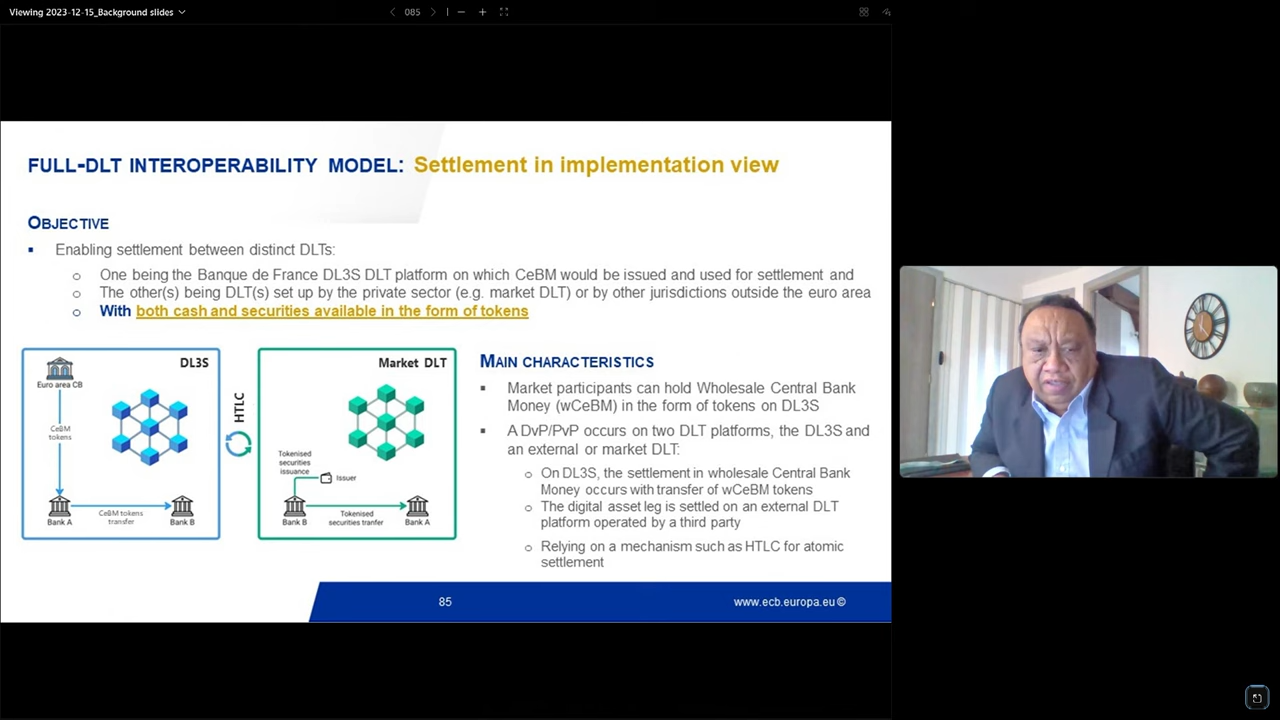 Viewing 2023-12-15_Background slides
085
FULL-DLT INTEROPERABILITY MODEL: Settlement in implementation view
OBJECTIVE
Enabling settlement between distinct DLTs:
One being the Banque de France DL3S DLT platform on which CeBM would be issued and used for settlement and
The other(s) being DLT(s) set up by the private sector (e.g. market DLT) or by other jurisdictions outside the euro area
With both cash and securities available in the form of tokens
DL3S
Euro area CB
CeBM
tokens
Bank A
CeBM tokens
transfer
Bank B
HTLC
Market DLT
Tokenised
securities
issuance
Issuer
Bank B
Tokenised
securities tranfer
Bank A
MAIN CHARACTERISTICS
Market participants can hold Wholesale Central Bank
Money (wCeBM) in the form of tokens on DL3S
A DvP/PvP occurs on two DLT platforms, the DL3S and
an external or market DLT:
On DL3S, the settlement in wholesale Central Bank
Money occurs with transfer of wCeBM tokens
The digital asset leg is settled on an external DLT
platform operated by a third party
Relying on a mechanism such as HTLC for atomic
settlement
85
www.ecb.europa.eu ©